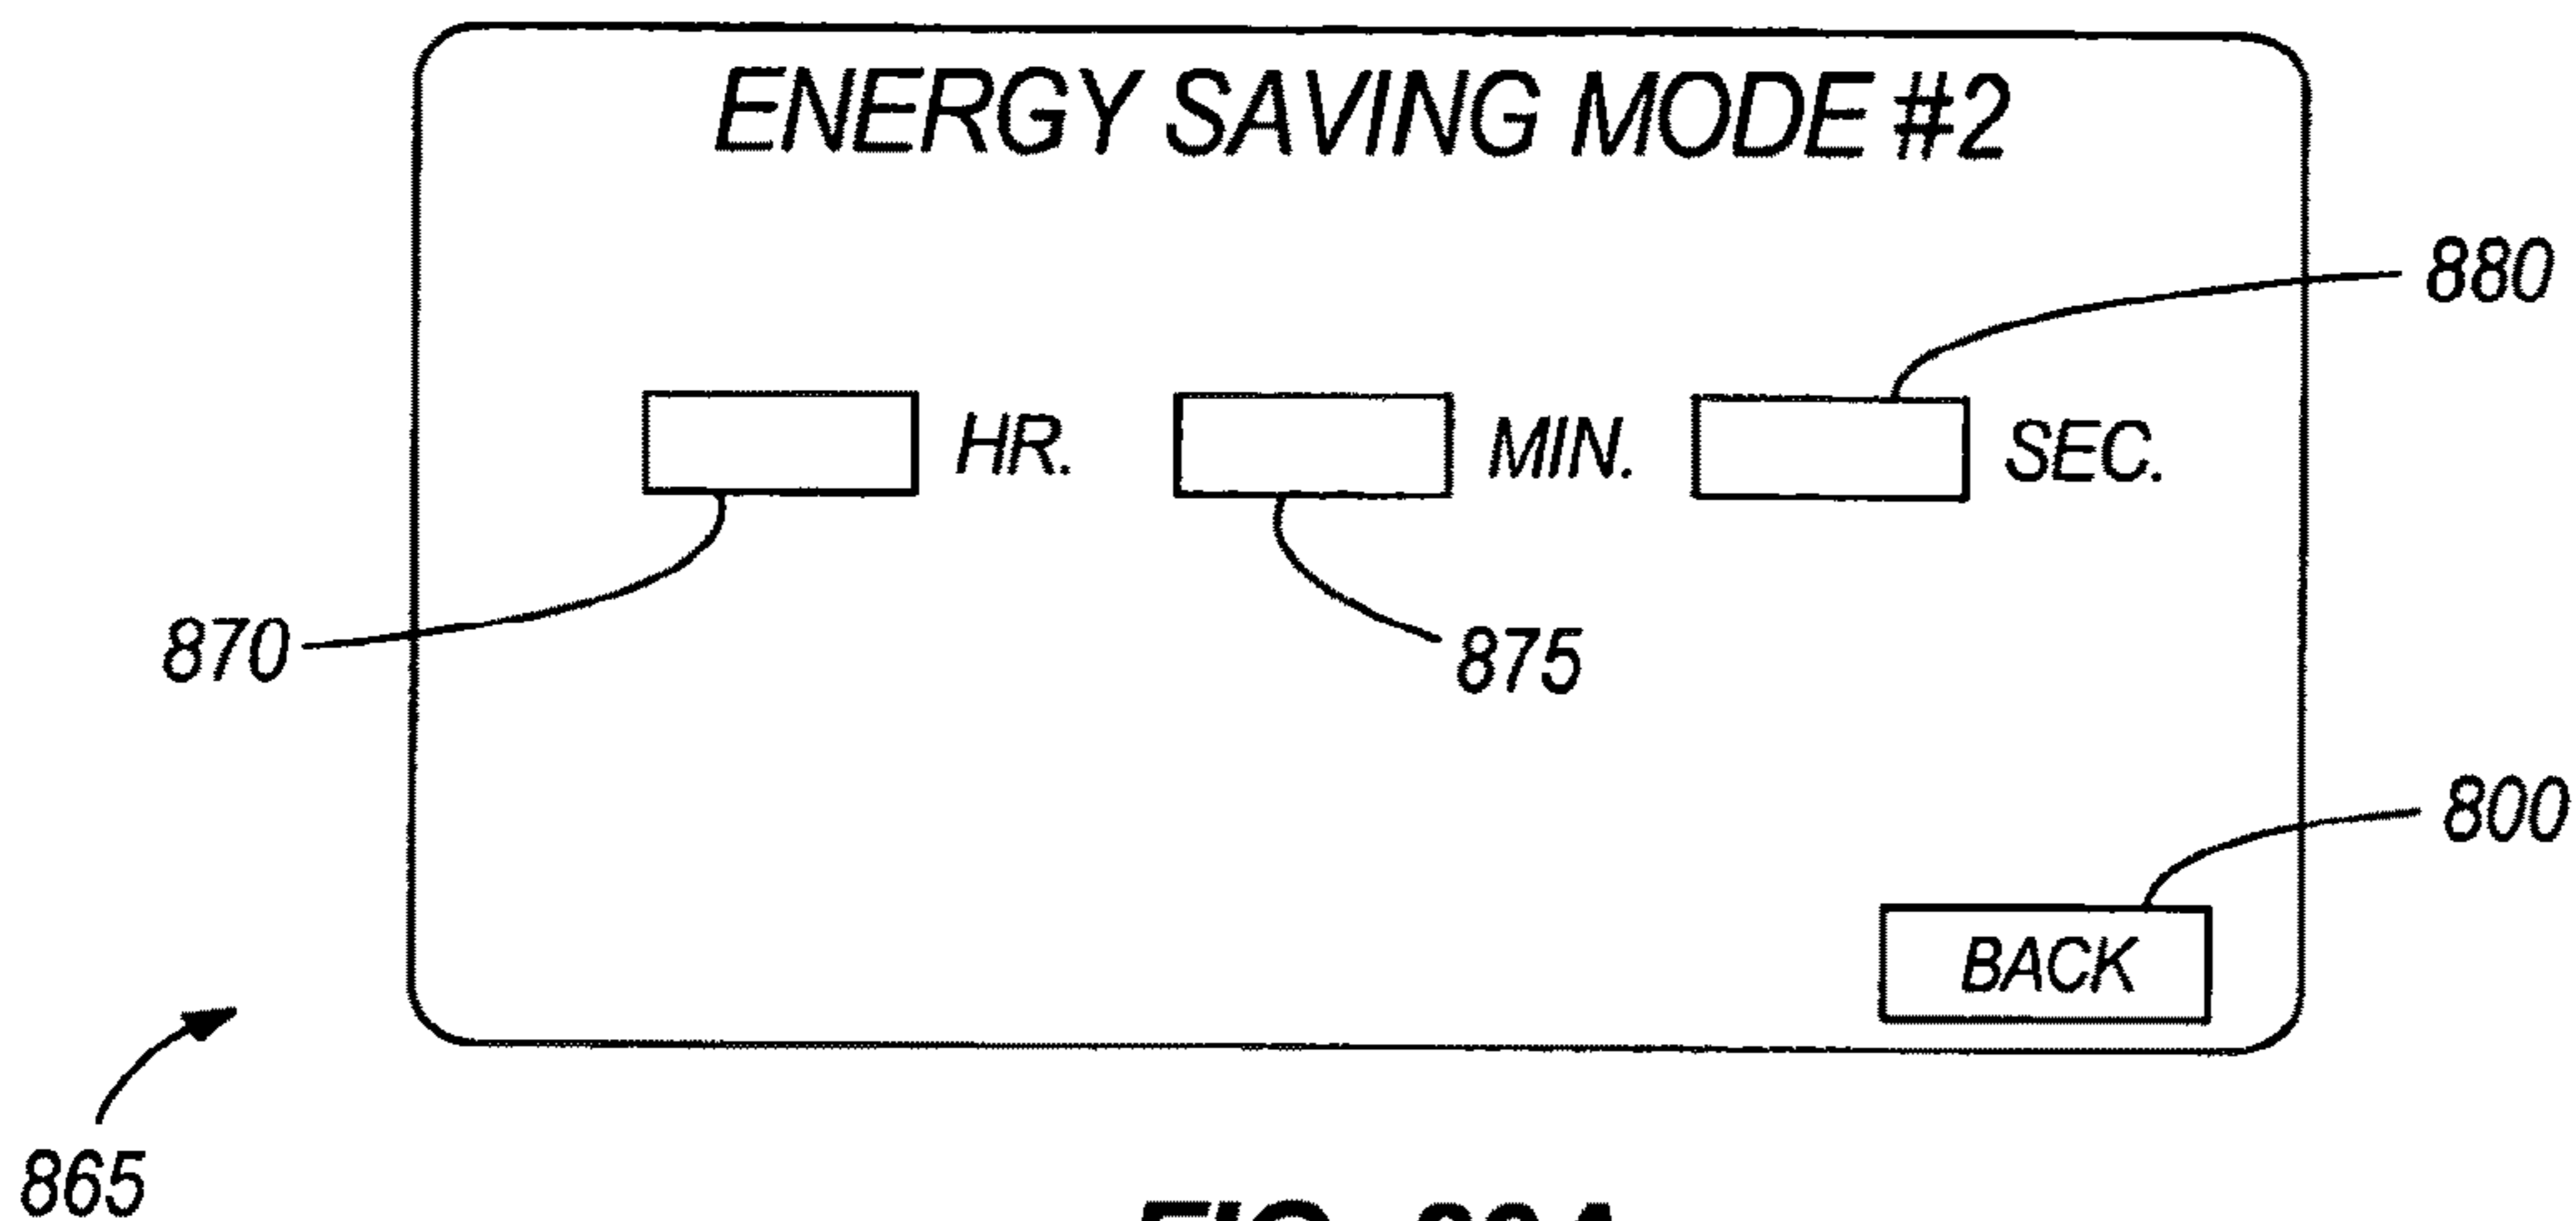 ENERGY SAVING MODE #2
880
HR. MIN. SEC.
870
875
800
BACK
865